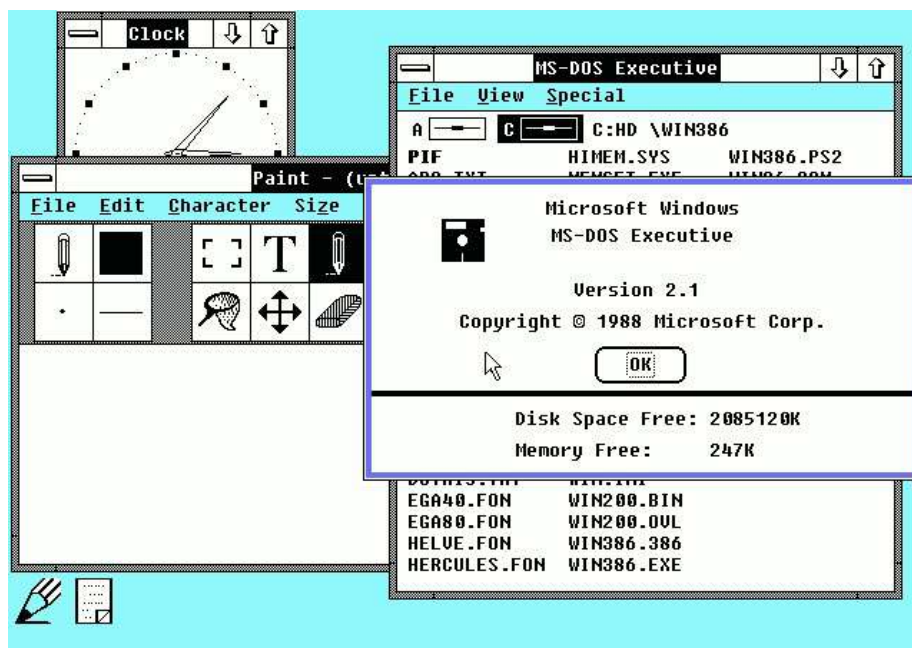 Clock
MS-DOS Executive
File View Special
A C C:HD \WIN386
PIF HIMEM.SYS WIN386.PS2
Paint - (
File Edit Character Size
T
Microsoft Windows
MS-DOS Executive
Version 2.1
Copyright © 1988 Microsoft Corp.
OK
Disk Space Free: 2085120K
Memory Free: 247K
EGA40.FON WIN200.BIN
EGA80.FON WIN200.OVL
HELVE.FON WIN386.386
HERCULES.FON WIN386.EXE